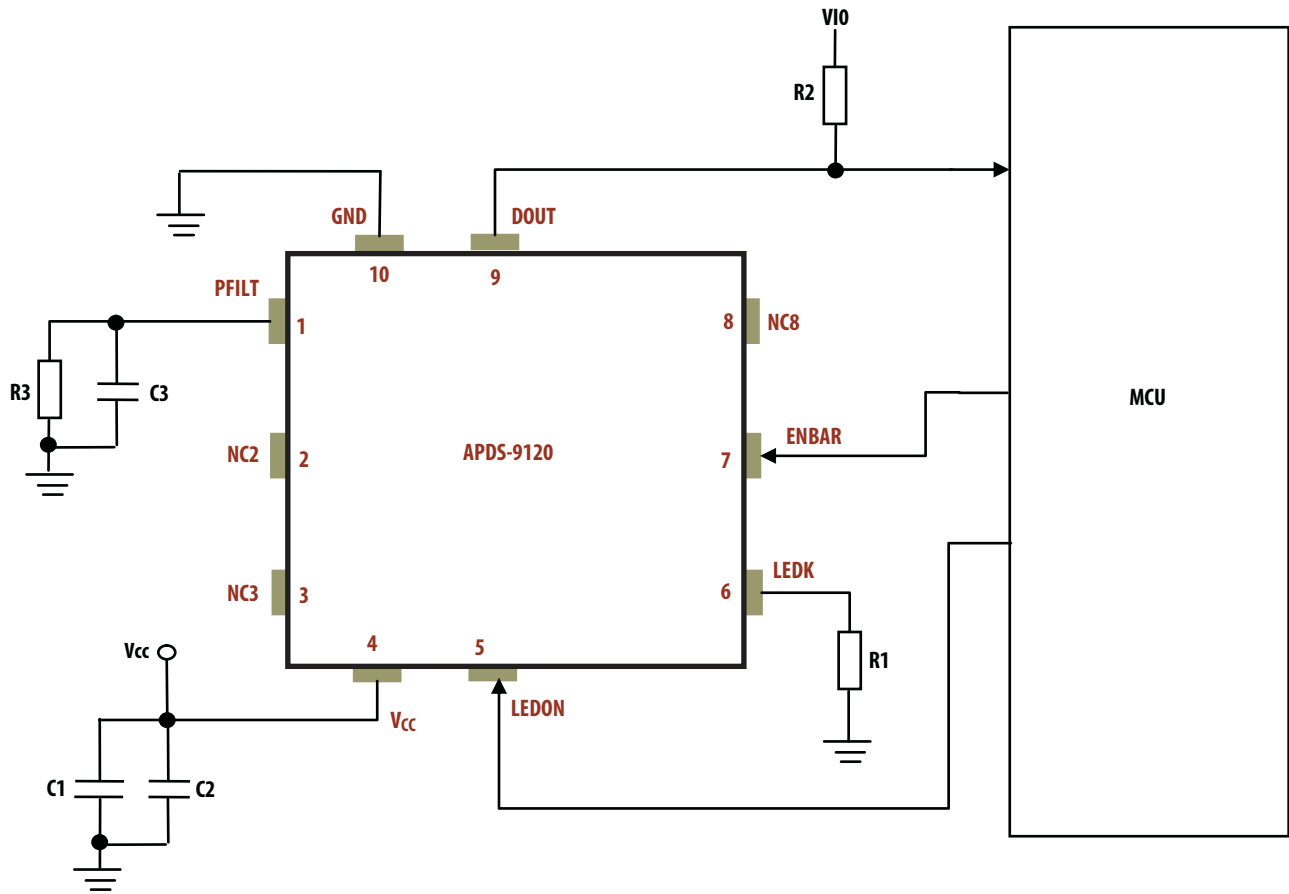 VI0
R2
GND
DOUT
10
9
PFILT
1
8
NC8
R3
C3
MCU
NC2
2
APDS-9120
ENBAR
7
NC3
3
LEDK
6
Vcc
4
5
R1
VCC
LEDON
C1
C2